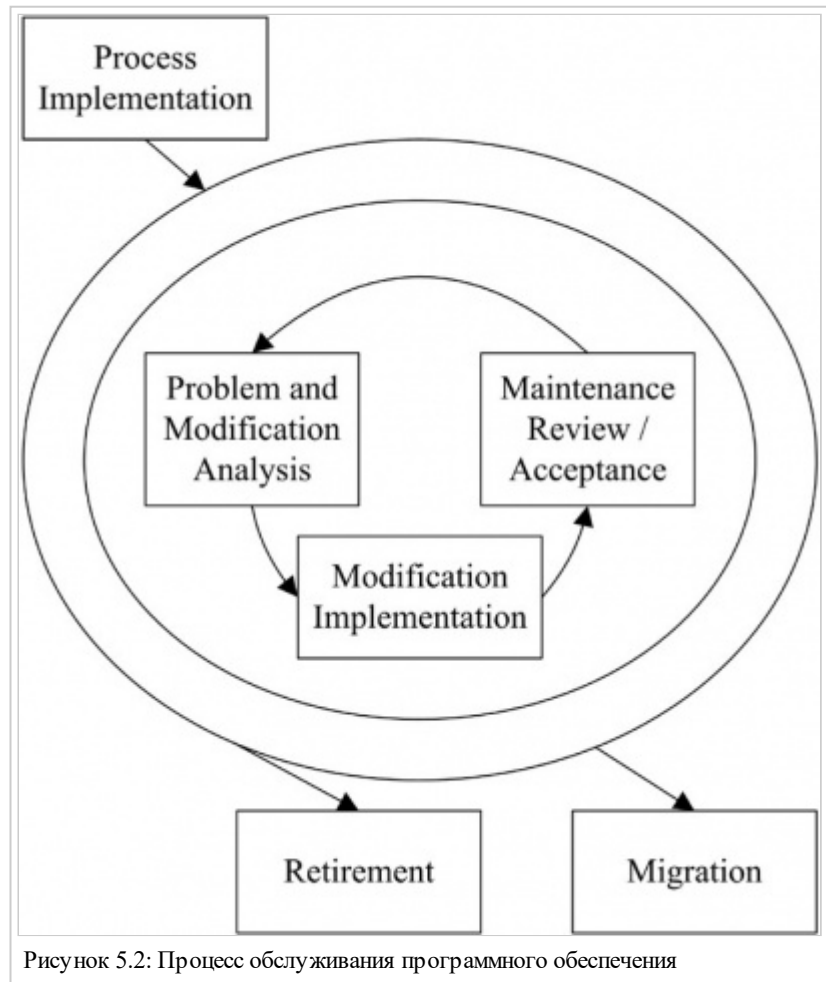 Process
Implementation
Problem and
Modification
Analysis
Maintenance
Review /
Acceptance
Modification
Implementation
Retirement
Migration
Рисунок 5.2: Процесс обслуживания программного обеспечения